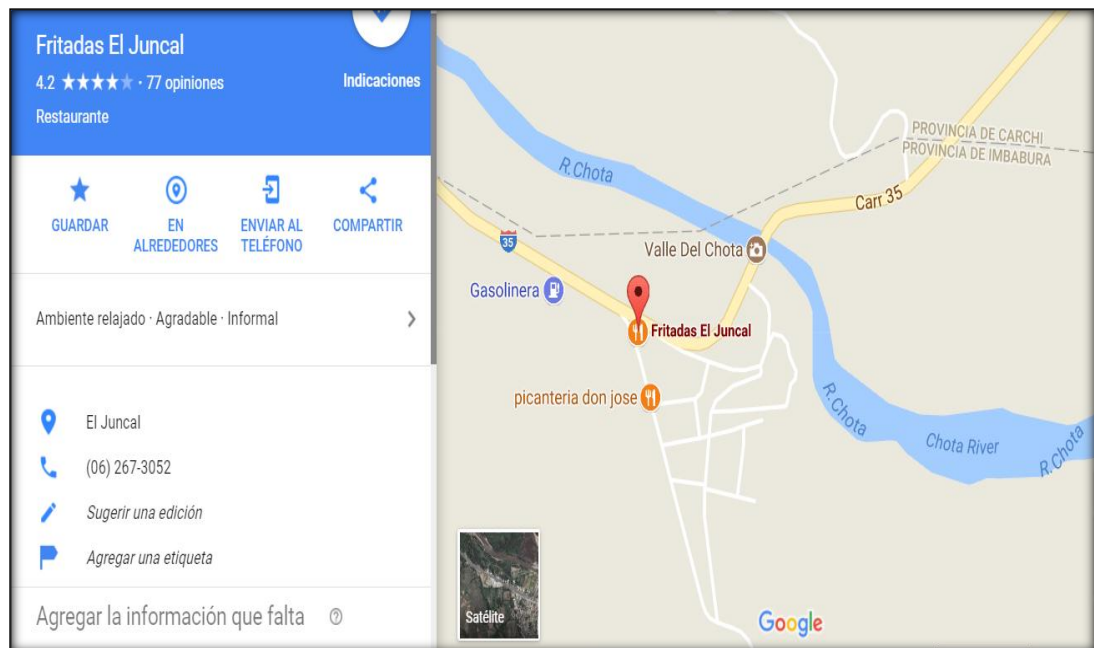 Fritadas El Juncal
4.2 ★★★★★ · 77 opiniones
Indicaciones
Restaurante
GUARDAR
EN
ALREDEDORES
ENVIAR AL
TELÉFONO
COMPARTIR
Ambiente relajado · Agradable · Informal
El Juncal
(06) 267-3052
Sugerir una edición
Agregar una etiqueta
Agregar la información que falta
PROVINCIA DE CARCHI
PROVINCIA DE IMBABURA
R.Chota
Carr 35
35
Valle Del Chota
Gasolinera
Fritadas El Juncal
picanteria don jose
R.Chota
Chota River
R.Chota
Satélite
Google